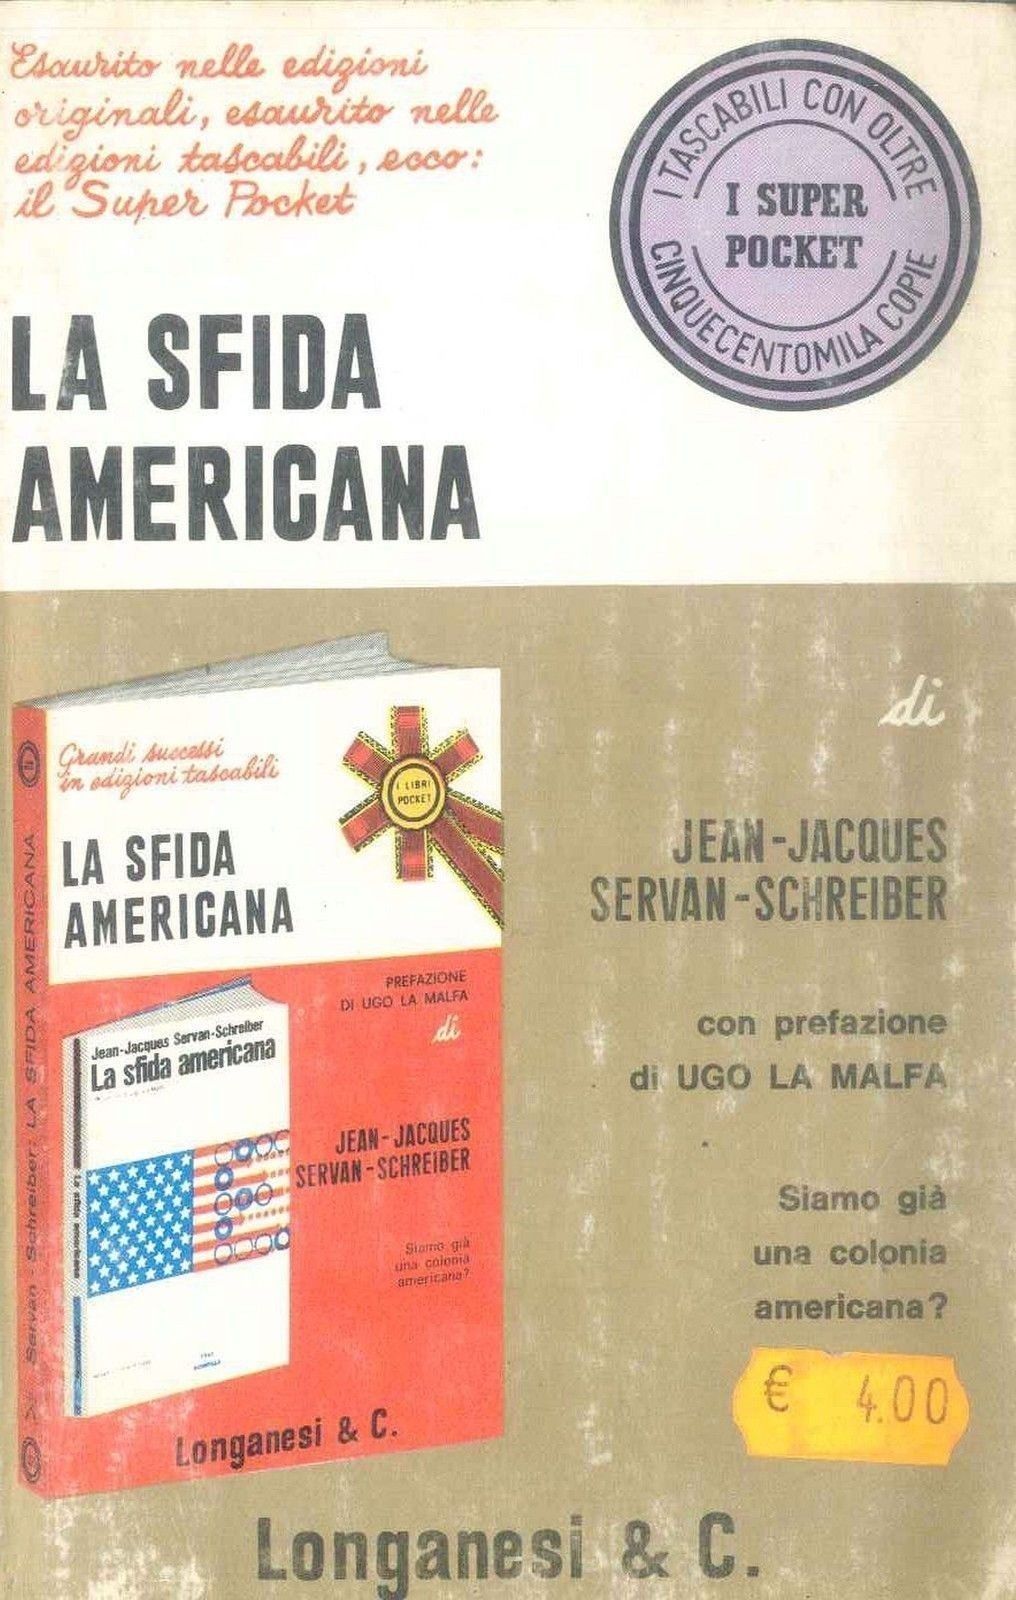 Esaurito nelle edizioni
originali, esaurito nelle
edizioni tascabili, ecco:
il Super Pocket
I TASCABILI CON OLTRE
I SUPER
POCKET
CINQUECENTOMILA COPIE
LA SFIDA
AMERICANA
di
JEAN-JACQUES
SERVAN-SCHREIBER
con prefazione
di UGO LA MALFA
Siamo già
una colonia
americana?
€ 4.00
Servan-Schreiber: LA SFIDA AMERICANA
Grandi successi
in edizioni tascabili
I LIBRI
POCKET
LA SFIDA
AMERICANA
PREFAZIONE
DI UGO LA MALFA
di
JEAN-JACQUES
SERVAN-SCHREIBER
Siamo già
una colonia
americana?
Jean-Jacques Servan-Schreiber
La sfida americana
La sfida americana
Longanesi & C.
Longanesi & C.